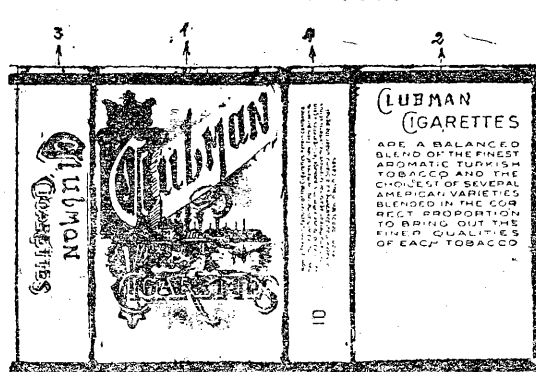 3 1 4 2
Clubman
Cigarettes
Clubman
Cigarettes
10
CLUBMAN
CIGARETTES
ARE A BALANCED
BLEND OF THE FINEST
AROMATIC TURKISH
TOBACCO AND THE
CHOICEST OF SEVERAL
AMERICAN VARIETIES
BLENDED IN THE COR
RECT PROPORTION
TO BRING OUT THE
FINER QUALITIES
OF EACH TOBACCO